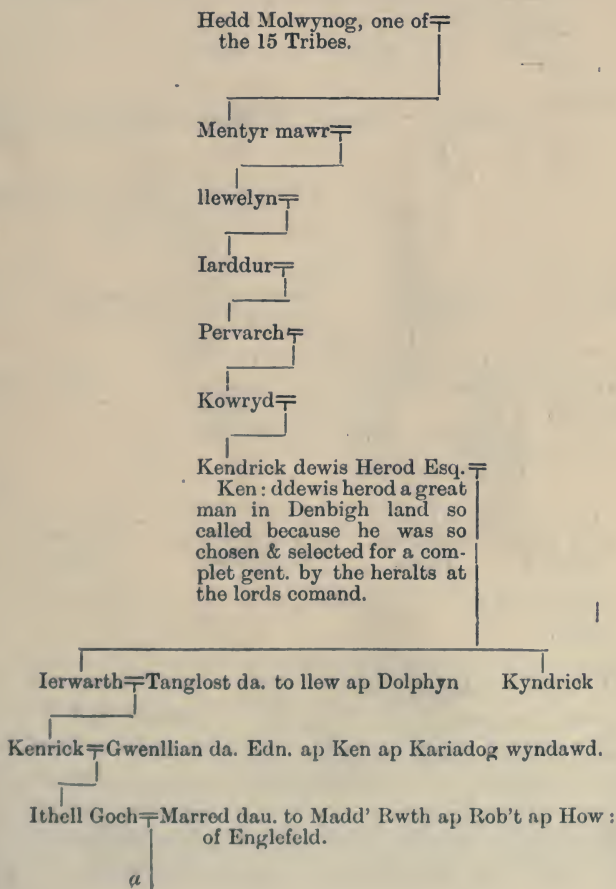 Hedd Molwynog, one of
the 15 Tribes.
Mentyr mawr
llewelyn
Iarddur
Pervarch
Kowryd
Kendrick dewis Herod Esq.
Ken : ddewis herod a great
man in Denbigh land so
called because he was so
chosen & selected for a com-
plet gent. by the heralts at
the lords comand.
Ierwarth Tanglost da. to llew ap Dolphyn Kyndrick
Kenrick Gwenllian da. Edn. ap Ken ap Kariadog wyndawd.
Ithell Goch Marred dau. to Madd' Rwth ap Rob't ap How :
of Englefeld.
a